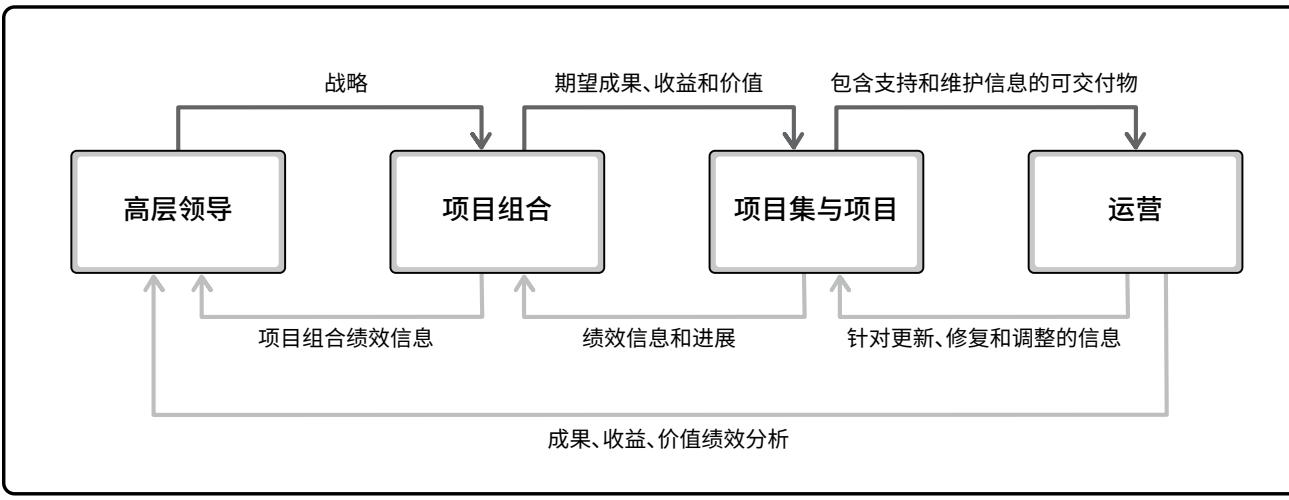 战略
期望成果、收益和价值
包含支持和维护信息的可交付物
高层领导
项目组合
项目集与项目
运营
项目组合绩效信息
绩效信息和进展
针对更新、修复和调整的信息
成果、收益、价值绩效分析